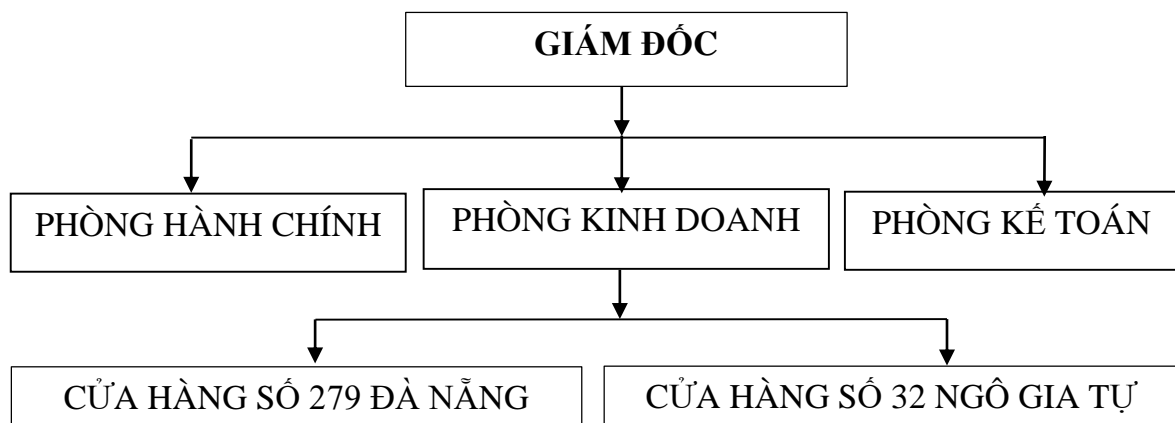 GIÁM ĐỐC
PHÒNG HÀNH CHÍNH
PHÒNG KINH DOANH
PHÒNG KẾ TOÁN
CỬA HÀNG SỐ 279 ĐÀ NẴNG
CỬA HÀNG SỐ 32 NGÔ GIA TỰ